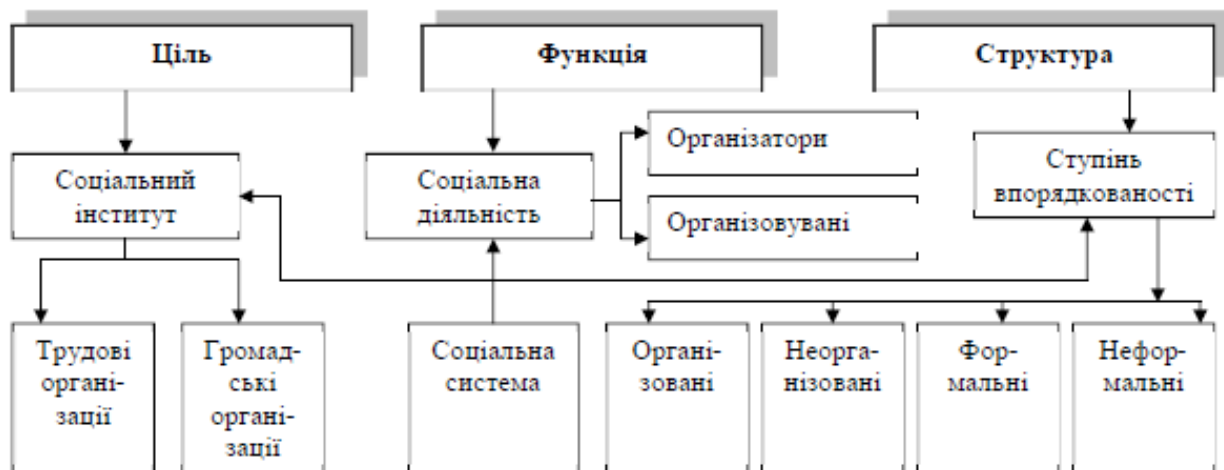 Ціль
Функція
Структура
Соціальний
інститут
Соціальна
діяльність
Організатори
Організовувані
Ступінь
впорядкованості
Трудові
органі-
зації
Громад-
ські
органі-
зації
Соціальна
система
Органі-
зовані
Неорга-
нізовані
Фор-
мальні
Нефор-
мальні